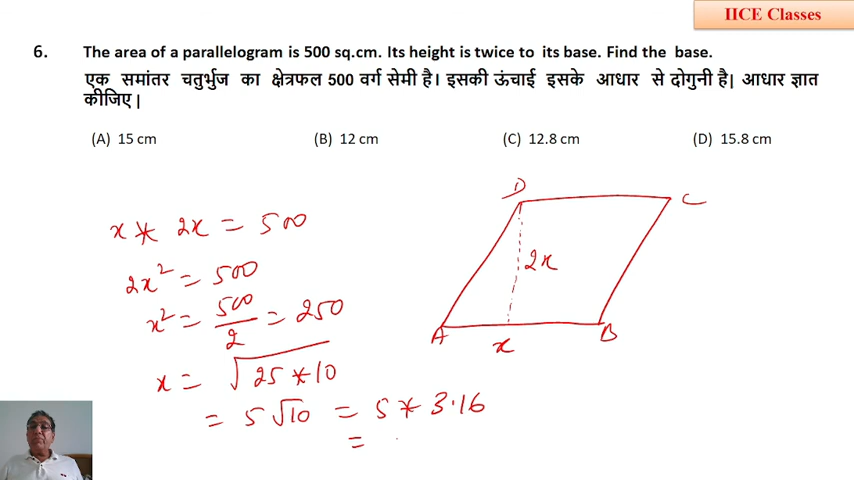 IICE Classes
6. The area of a parallelogram is 500 sq.cm. Its height is twice to its base. Find the base.
एक समांतर चतुर्भुज का क्षेत्रफल 500 वर्ग सेमी है। इसकी ऊंचाई इसके आधार से दोगुनी है| आधार ज्ञात
कीजिए |
(A) 15 cm (B) 12 cm (C) 12.8 cm (D) 15.8 cm
D C
x * 2x = 500
2x
2x² = 500
x² = 500/2 = 250
A B
x
x = √25 * 10
= 5√10 = 5 * 3.16
=